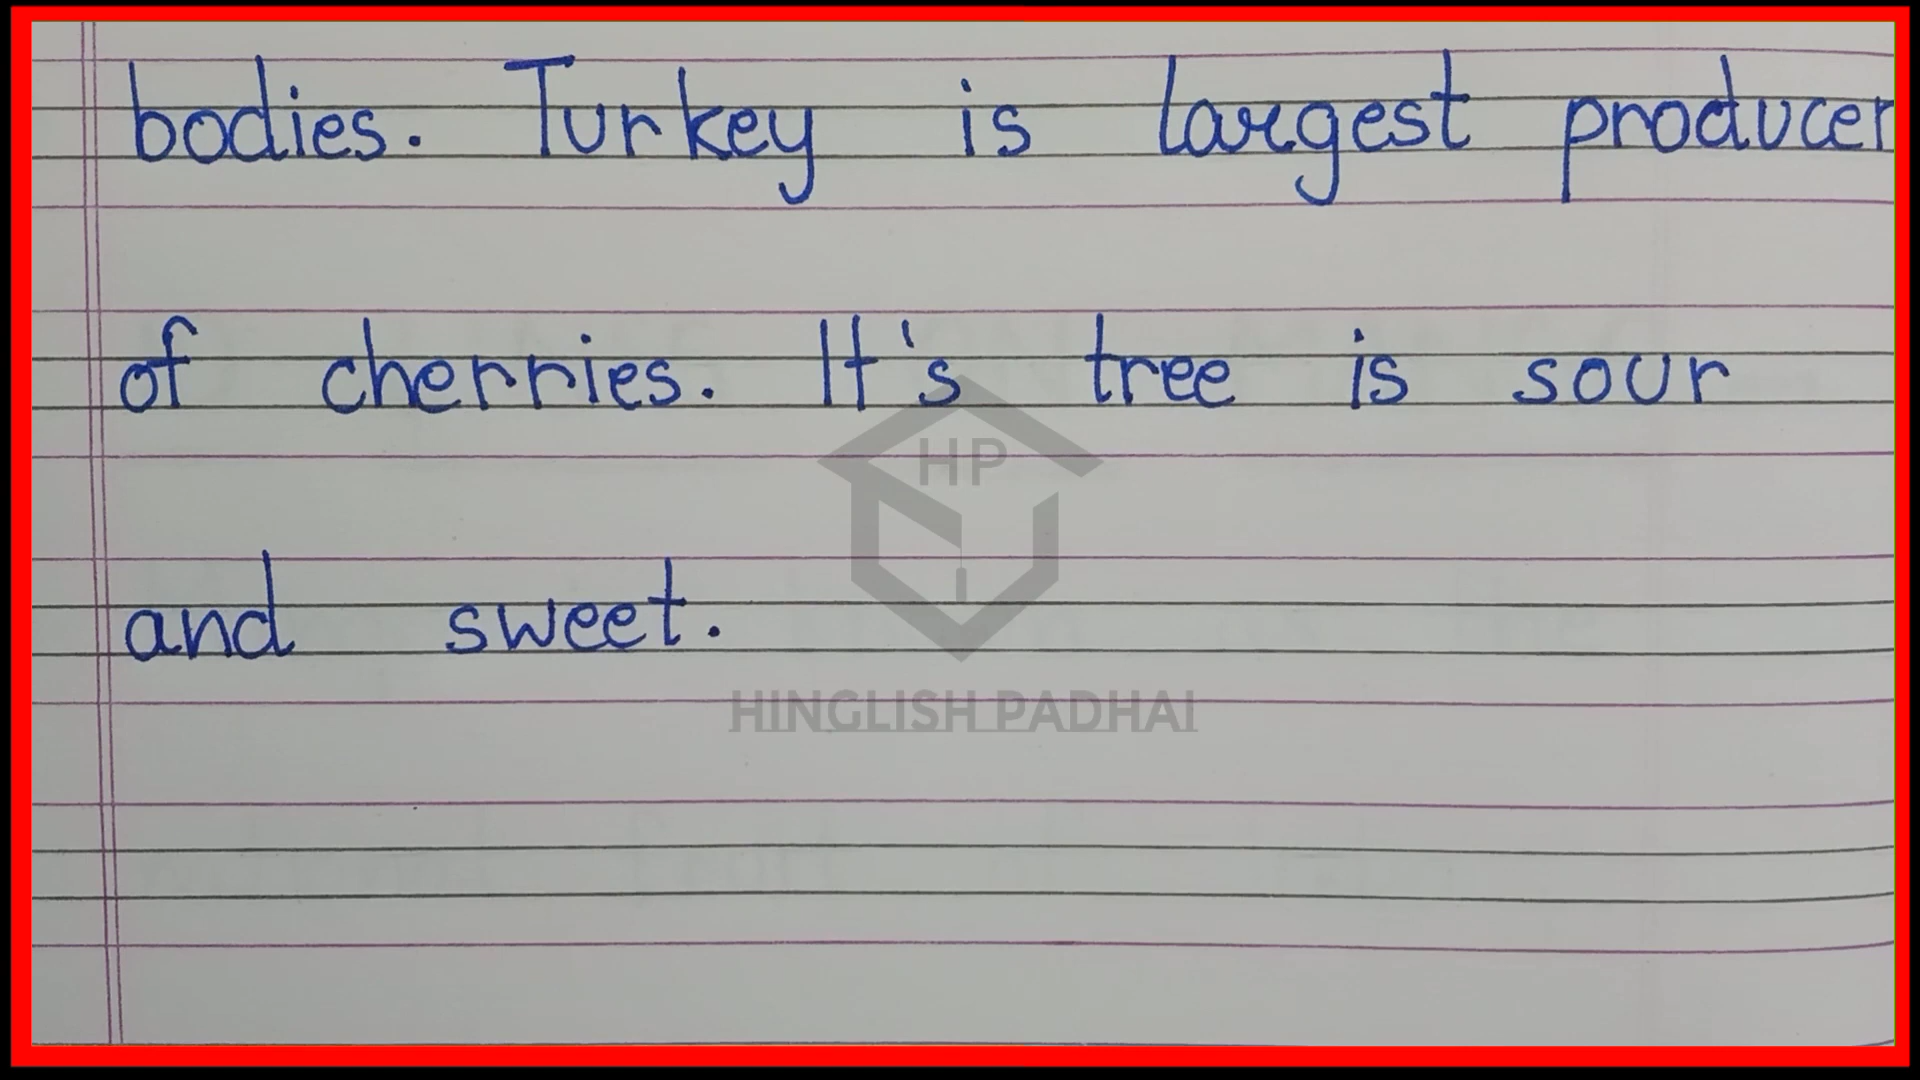 bodies. Turkey is largest producer
of cherries. It's tree is sour
HP
and sweet.
HINGLISH PADHAI